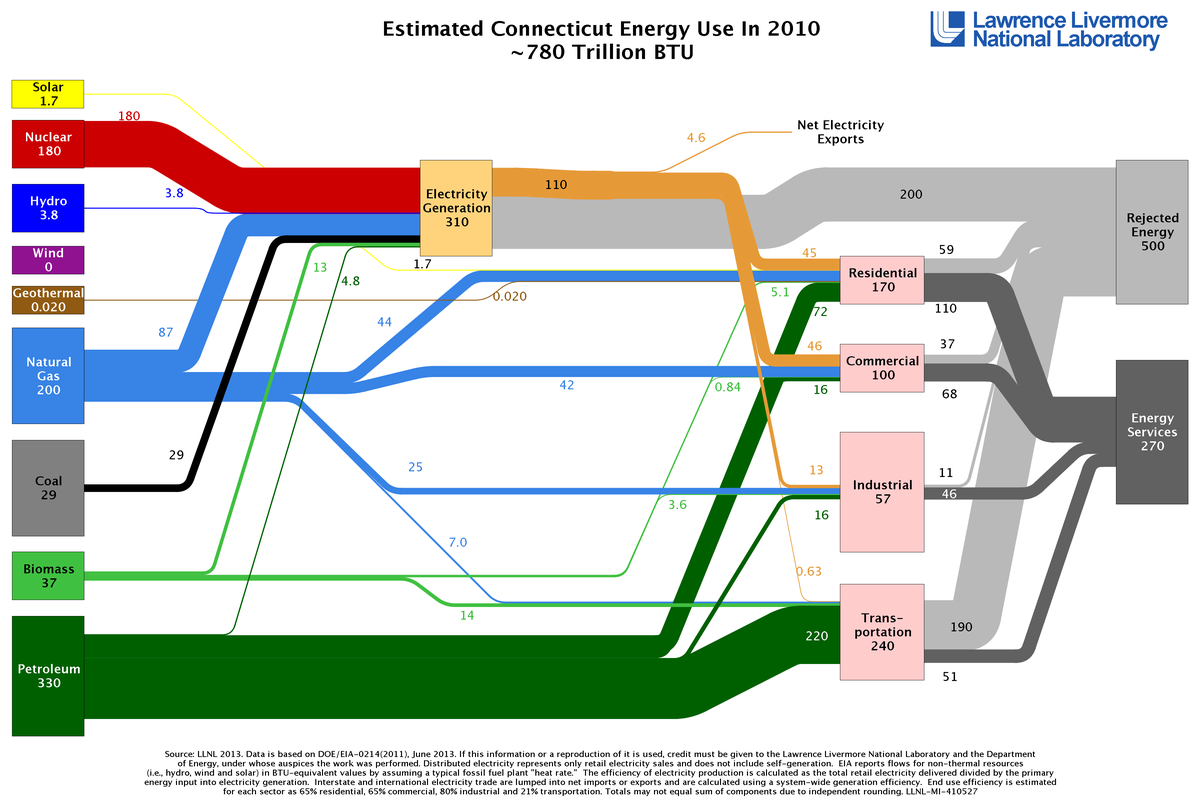 Estimated Connecticut Energy Use In 2010
~780 Trillion BTU
Lawrence Livermore
National Laboratory
Solar
1.7
Nuclear
180
180
Hydro
3.8
3.8
Wind
0
Geothermal
0.020
0.020
Natural
Gas
200
87
44
42
25
7.0
Coal
29
29
Biomass
37
13
5.1
0.84
3.6
14
Petroleum
330
4.8
72
16
16
220
1.7
Electricity
Generation
310
110
4.6
Net Electricity
Exports
200
45
46
13
0.63
Residential
170
59
110
Commercial
100
37
68
Industrial
57
11
46
Trans-
portation
240
190
51
Rejected
Energy
500
Energy
Services
270
Source: LLNL 2013. Data is based on DOE/EIA-0214(2011), June 2013. If this information or a reproduction of it is used, credit must be given to the Lawrence Livermore National Laboratory and the Department
of Energy, under whose auspices the work was performed. Distributed electricity represents only retail electricity sales and does not include self-generation. EIA reports flows for non-thermal resources
(i.e., hydro, wind and solar) in BTU-equivalent values by assuming a typical fossil fuel plant "heat rate." The efficiency of electricity production is calculated as the total retail electricity delivered divided by the primary
energy input into electricity generation. Interstate and international electricity trade are lumped into net imports or exports and are calculated using a system-wide generation efficiency. End use efficiency is estimated
for each sector as 65% residential, 65% commercial, 80% industrial and 21% transportation. Totals may not equal sum of components due to independent rounding. LLNL-MI-410527